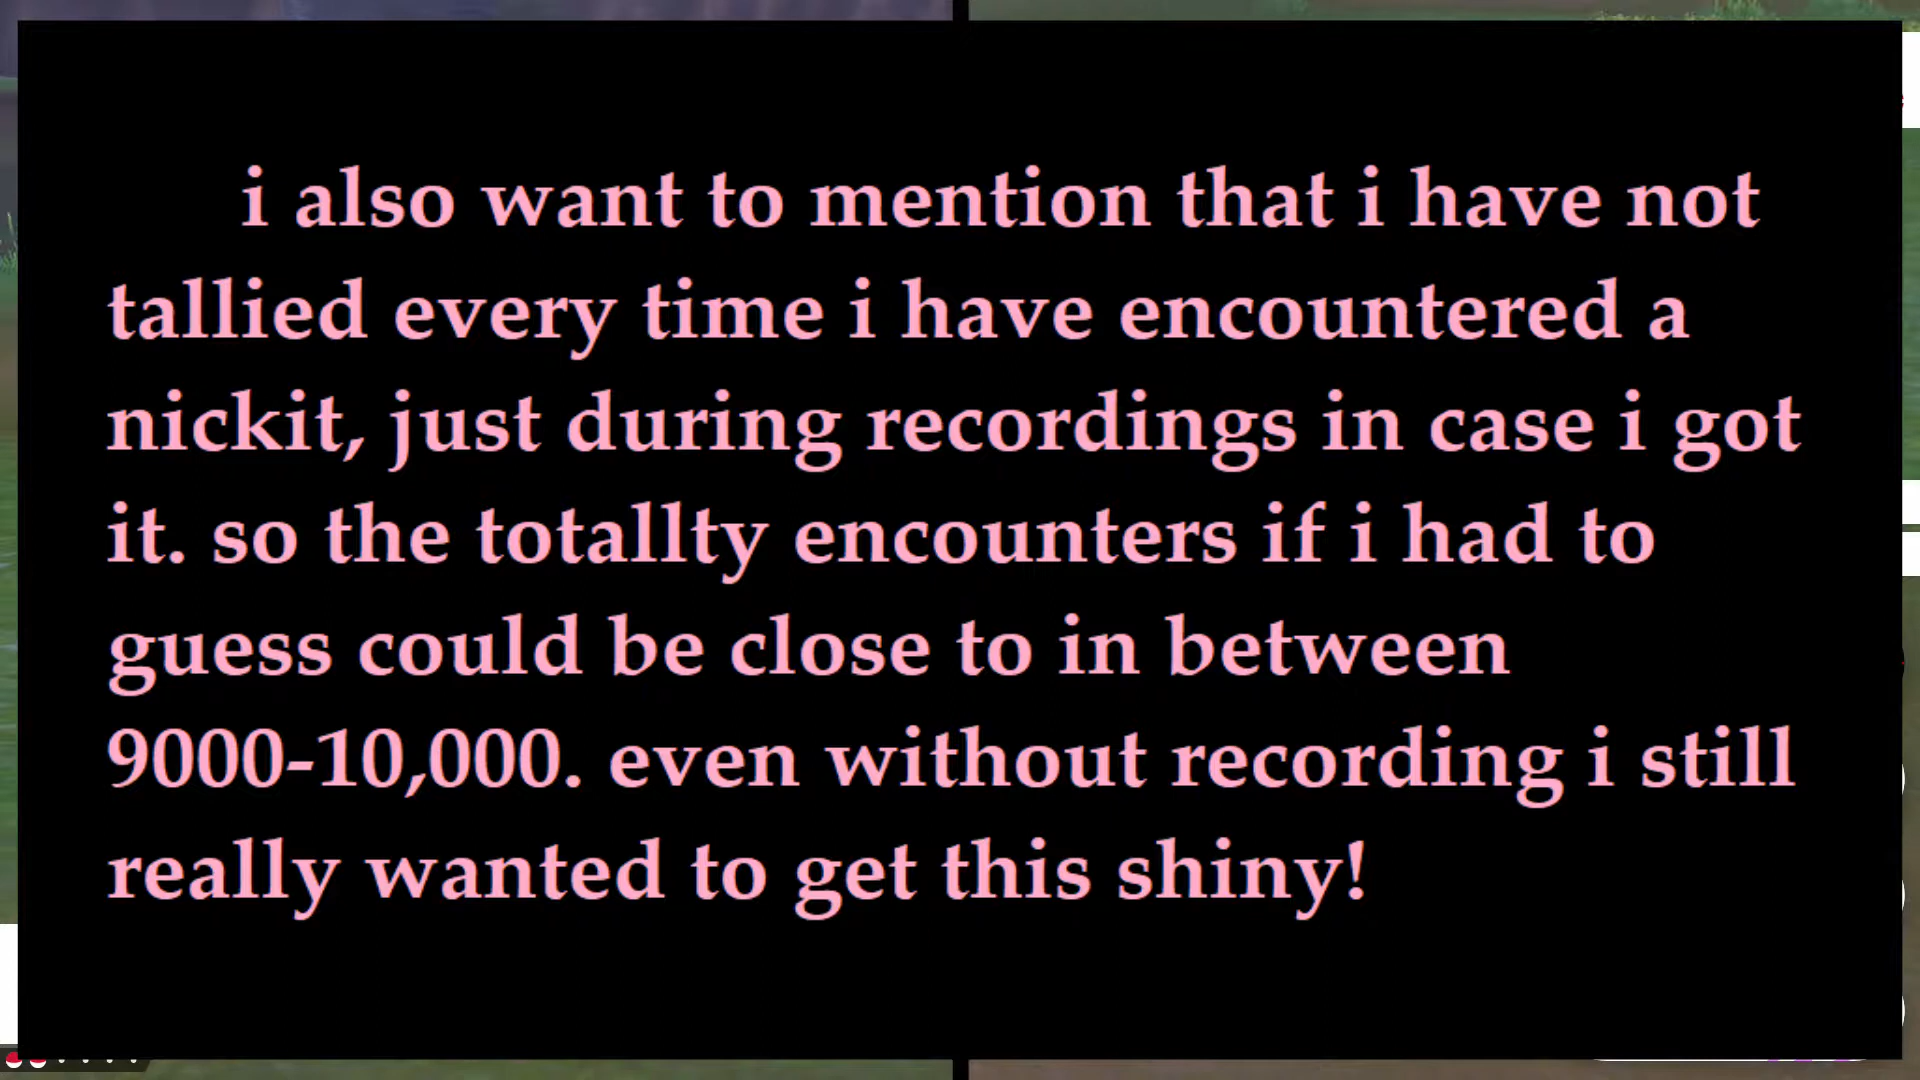 i also want to mention that i have not
tallied every time i have encountered a
nickit, just during recordings in case i got
it. so the totallty encounters if i had to
guess could be close to in between
9000-10,000. even without recording i still
really wanted to get this shiny!